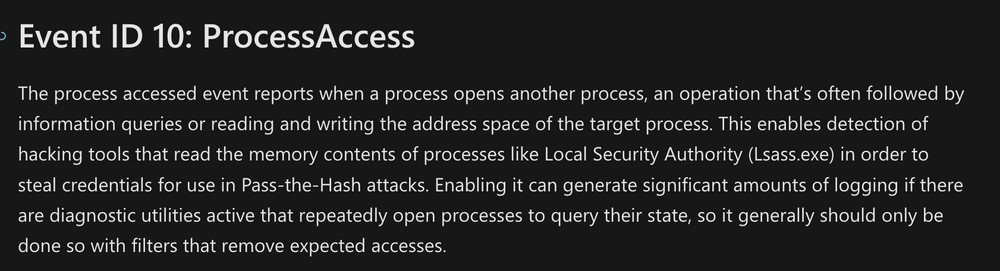 Event ID 10: ProcessAccess
The process accessed event reports when a process opens another process, an operation that’s often followed by
information queries or reading and writing the address space of the target process. This enables detection of
hacking tools that read the memory contents of processes like Local Security Authority (Lsass.exe) in order to
steal credentials for use in Pass-the-Hash attacks. Enabling it can generate significant amounts of logging if there
are diagnostic utilities active that repeatedly open processes to query their state, so it generally should only be
done so with filters that remove expected accesses.